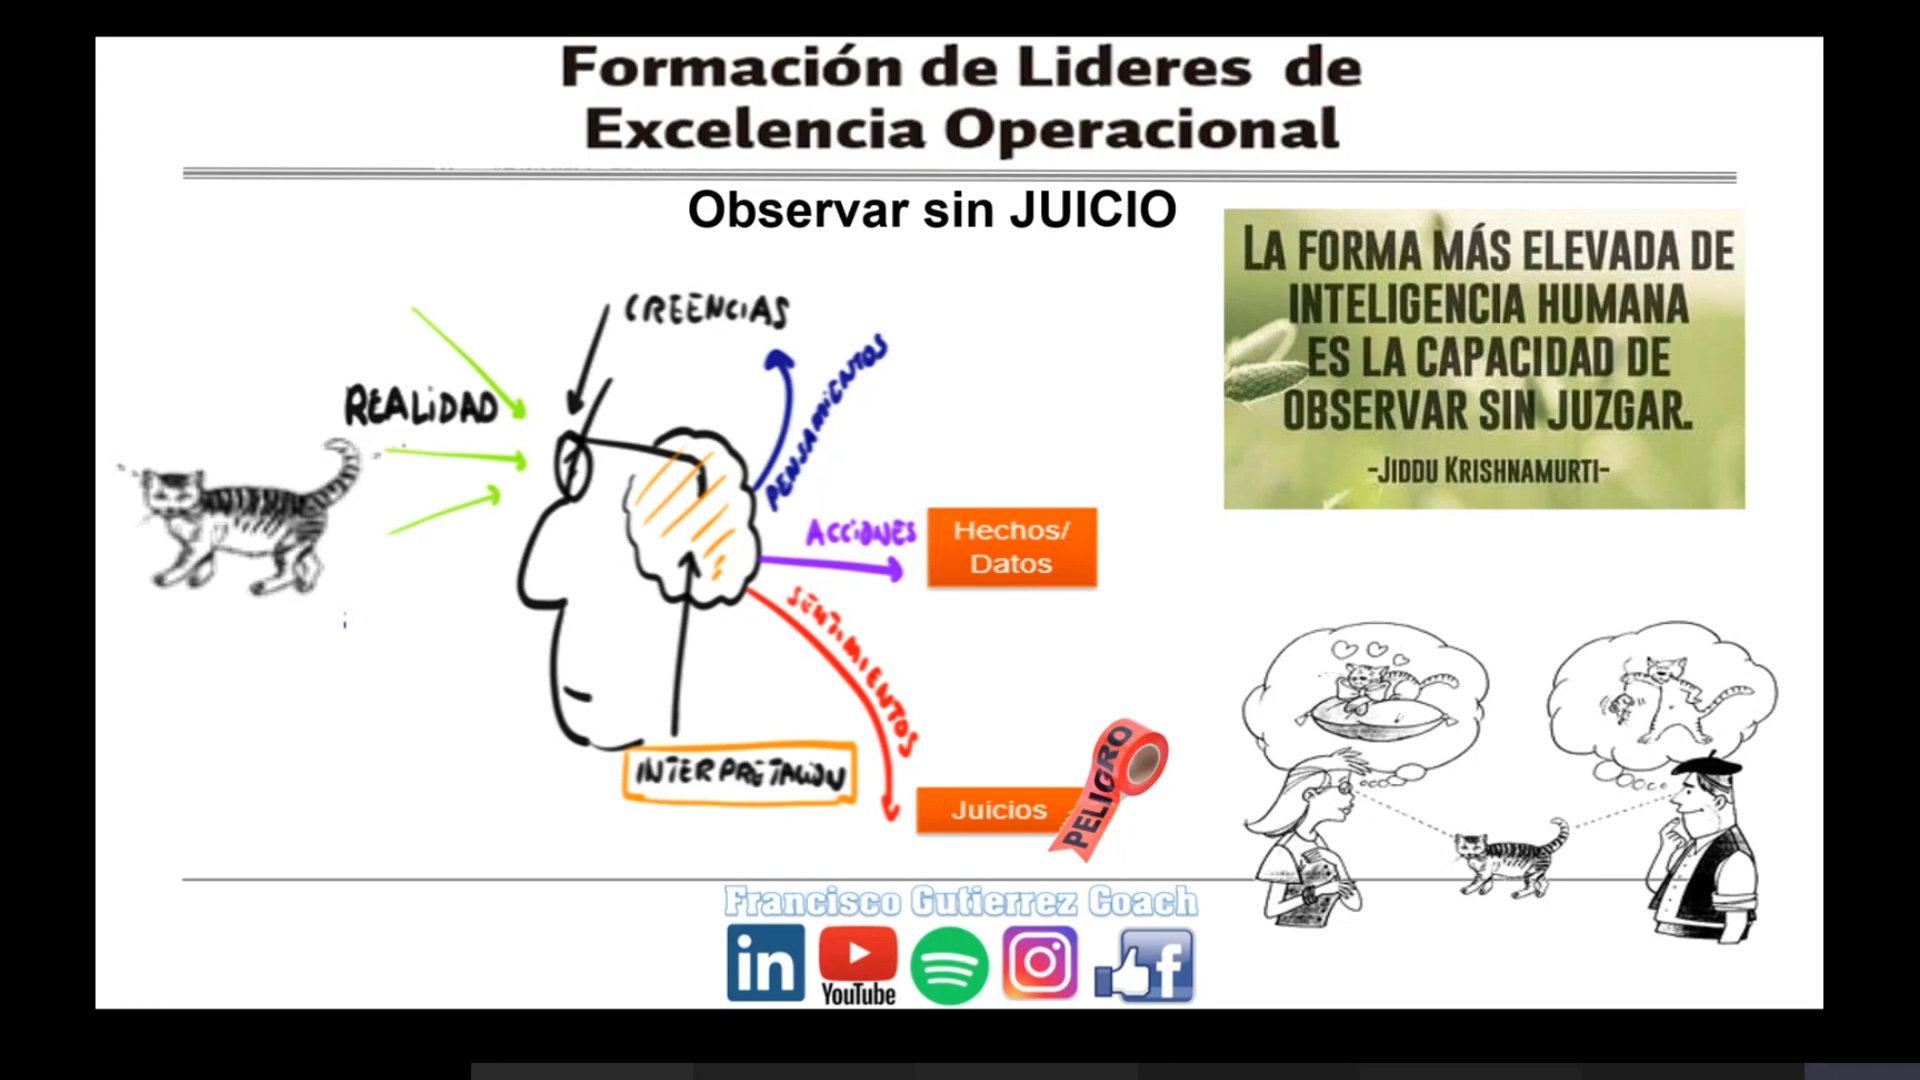 Formación de Lideres de
Excelencia Operacional
Observar sin JUICIO
LA FORMA MÁS ELEVADA DE
INTELIGENCIA HUMANA
ES LA CAPACIDAD DE
OBSERVAR SIN JUZGAR.
-JIDDU KRISHNAMURTI-
CREENCIAS
REALIDAD
PENSAMIENTOS
ACCIONES
Hechos/
Datos
SENTIMIENTOS
INTERPRETACIÓN
Juicios
PELIGRO
Francisco Gutierrez Coach
in
YouTube
f